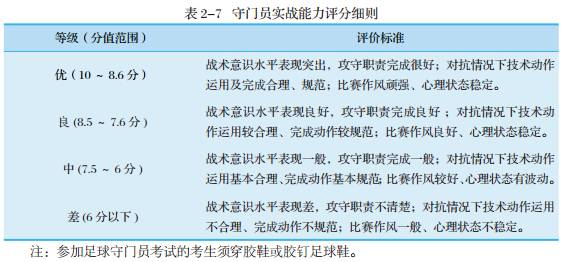 表 2-7 守门员实战能力评分细则
等级（分值范围） 评价标准
优（10 ~ 8.6 分） 战术意识水平表现突出，攻守职责完成很好；对抗情况下技术动作
运用及完成合理、规范；比赛作风顽强、心理状态稳定。
良 (8.5 ~ 7.6 分） 战术意识水平表现良好，攻守职责完成良好 ；对抗情况下技术动
作运用较合理、完成动作较规范；比赛作风良好、心理状态稳定。
中 (7.5 ~ 6 分） 战术意识水平表现一般，攻守职责完成一般；对抗情况下技术动作
运用基本合理、完成动作基本规范；比赛作风较好、心理状态有波动。
差 (6 分以下） 战术意识水平表现差，攻守职责不清楚；对抗情况下技术动作运用
不合理、完成动作不规范；比赛作风一般、心理状态不稳定。
注：参加足球守门员考试的考生须穿胶鞋或胶钉足球鞋。